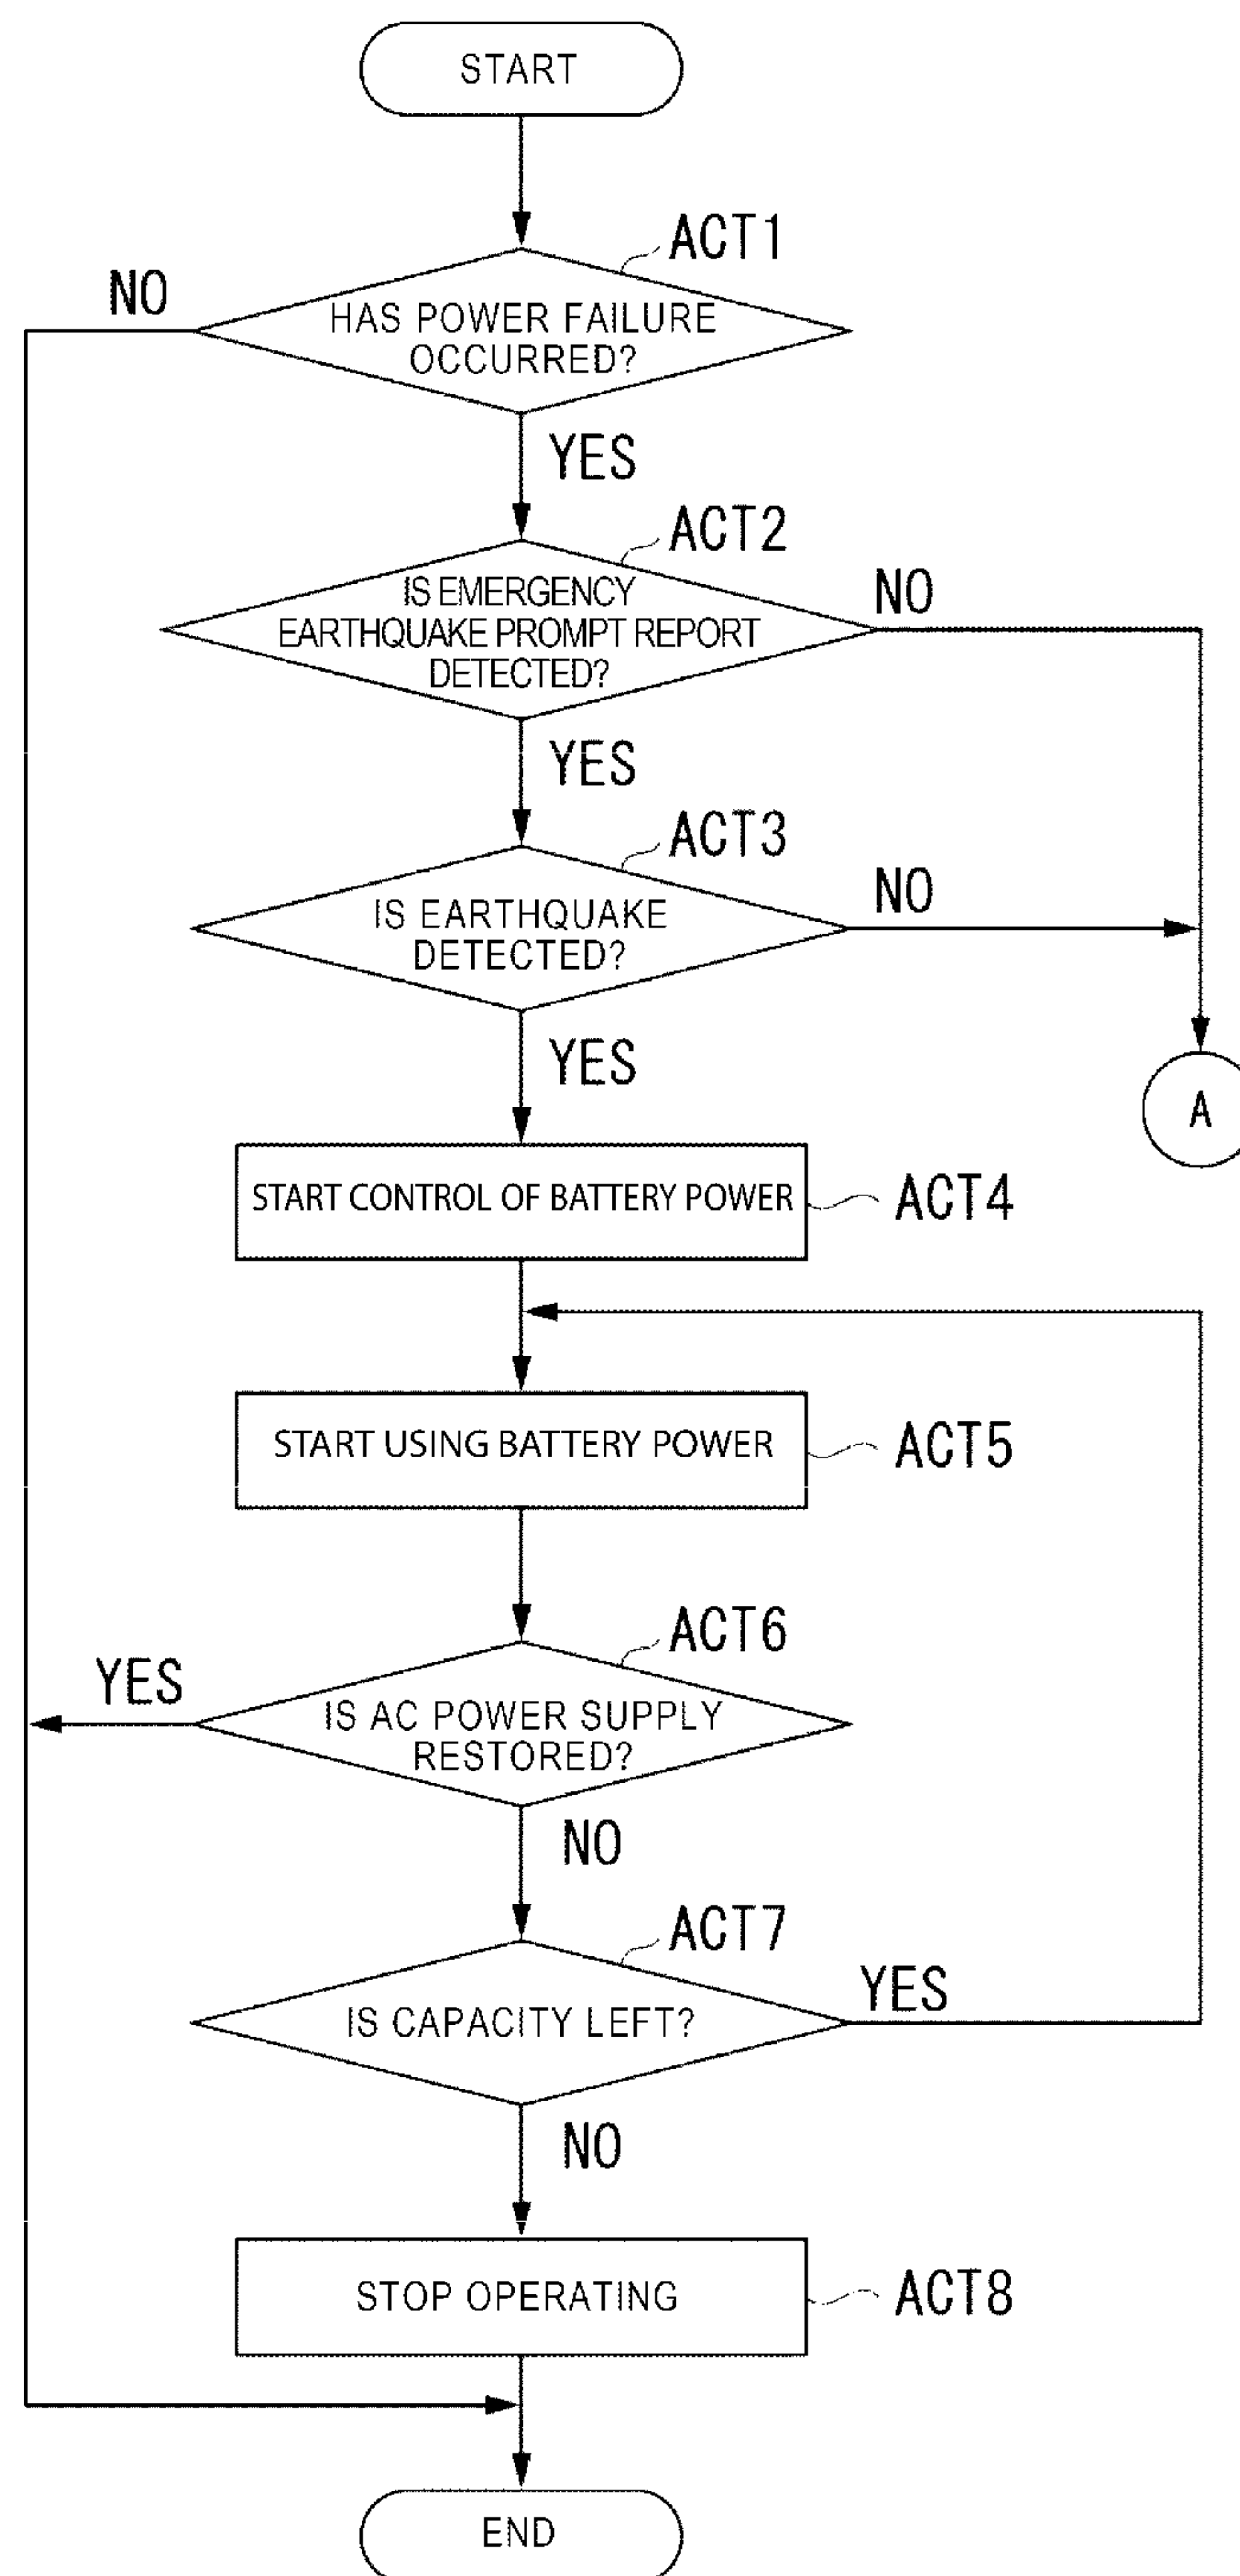 START
ACT1
NO
HAS POWER FAILURE
OCCURRED?
YES
ACT2
IS EMERGENCY
EARTHQUAKE PROMPT REPORT
DETECTED?
NO
YES
ACT3
IS EARTHQUAKE
DETECTED?
NO
YES
A
START CONTROL OF BATTERY POWER
ACT4
START USING BATTERY POWER
ACT5
ACT6
YES
IS AC POWER SUPPLY
RESTORED?
NO
ACT7
IS CAPACITY LEFT?
YES
NO
STOP OPERATING
ACT8
END